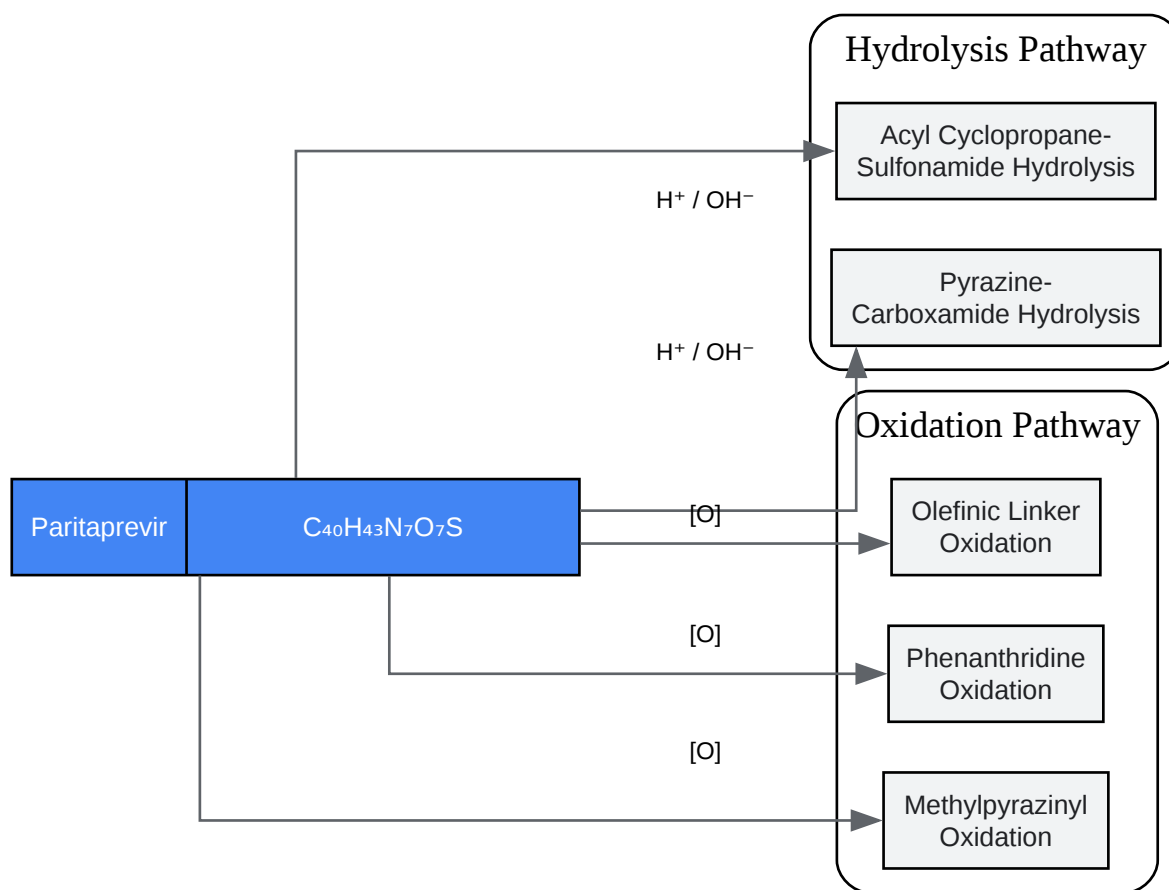 Hydrolysis Pathway
Acyl Cyclopropane-
Sulfonamide Hydrolysis
H⁺ / OH⁻
Pyrazine-
Carboxamide Hydrolysis
H⁺ / OH⁻
Oxidation Pathway
Paritaprevir
C₄₀H₄₃N₇O₇S
[O]
Olefinic Linker
Oxidation
[O]
Phenanthridine
Oxidation
[O]
Methylpyrazinyl
Oxidation